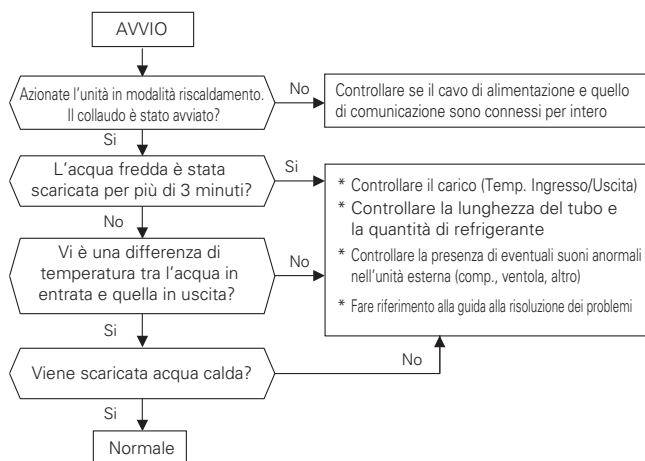 AVVIO
Azionate l'unità in modalità riscaldamento.
Il collaudo è stato avviato?
No
Controllare se il cavo di alimentazione e quello
di comunicazione sono connessi per intero
Si
L'acqua fredda è stata
scaricata per più di 3 minuti?
Si
* Controllare il carico (Temp. Ingresso/Uscita)
* Controllare la lunghezza del tubo e
la quantità di refrigerante
* Controllare la presenza di eventuali suoni anormali
nell'unità esterna (comp., ventola, altro)
* Fare riferimento alla guida alla risoluzione dei problemi
No
Vi è una differenza di
temperatura tra l'acqua in
entrata e quella in uscita?
No
Si
Viene scaricata acqua calda?
No
Si
Normale